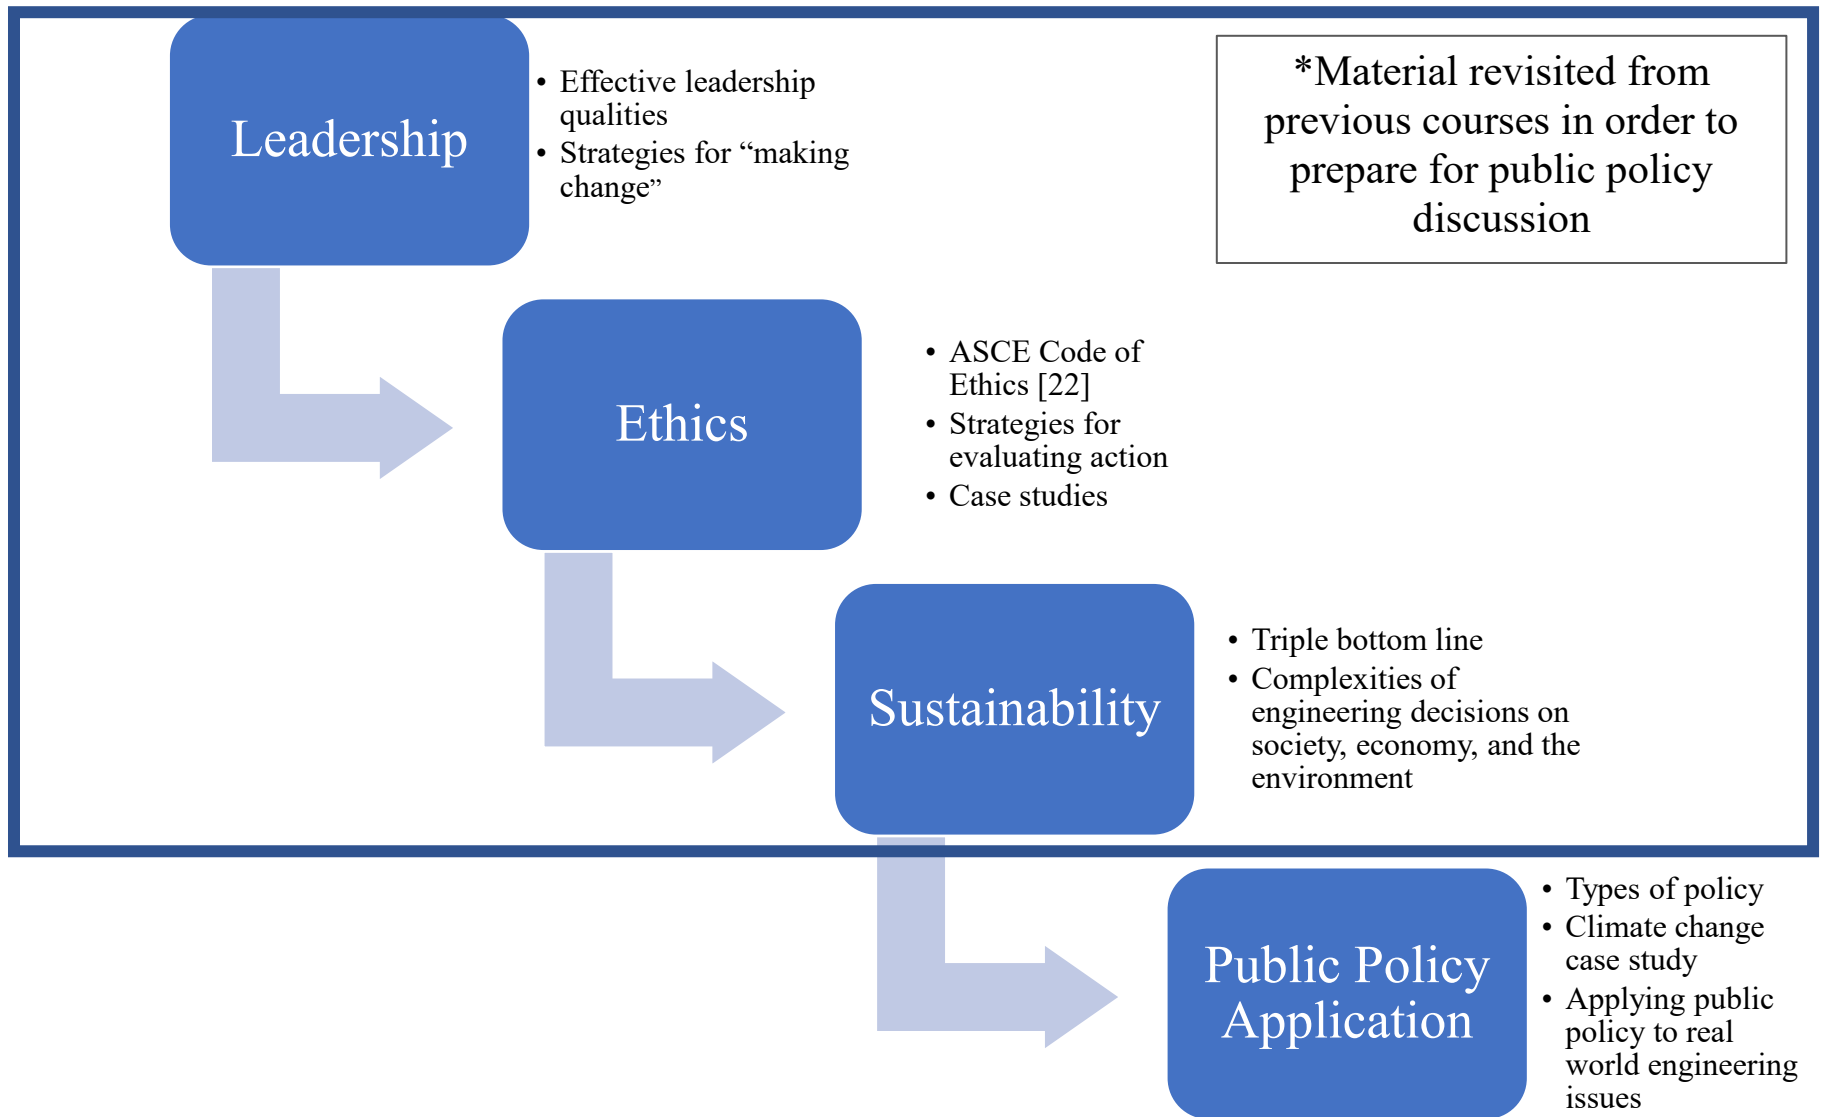 Leadership
• Effective leadership
qualities
• Strategies for “making
change”
*Material revisited from
previous courses in order to
prepare for public policy
discussion
Ethics
• ASCE Code of
Ethics [22]
• Strategies for
evaluating action
• Case studies
Sustainability
• Triple bottom line
• Complexities of
engineering decisions on
society, economy, and the
environment
Public Policy
Application
• Types of policy
• Climate change
case study
• Applying public
policy to real
world engineering
issues